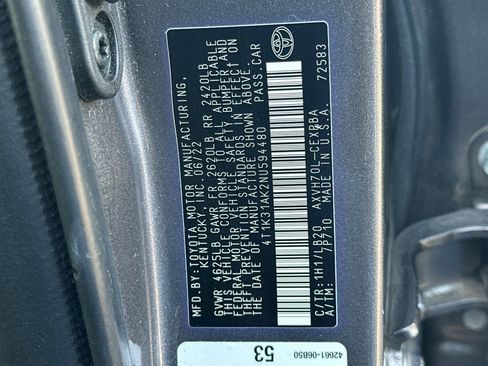 MFD.BY:TOYOTA MOTOR MANUFACTURING,
KENTUCKY, INC. 06/22
GVWR 4625LB GAWR FR 2620LB RR 2420LB
THIS VEHICLE CONFORMS TO ALL APPLICABLE
FEDERAL MOTOR VEHICLE SAFETY, BUMPER AND
THEFT PREVENTION STANDARDS IN EFFECT ON
THE DATE OF MANUFACTURE SHOWN ABOVE.
4T1K31AK2NU594480 PASS.CAR
C/TR:1H1/LB20 AXVH70L-CEXGBA
A/TM: 7P710 MADE IN U.S.A.
72583
42661-06B50
53